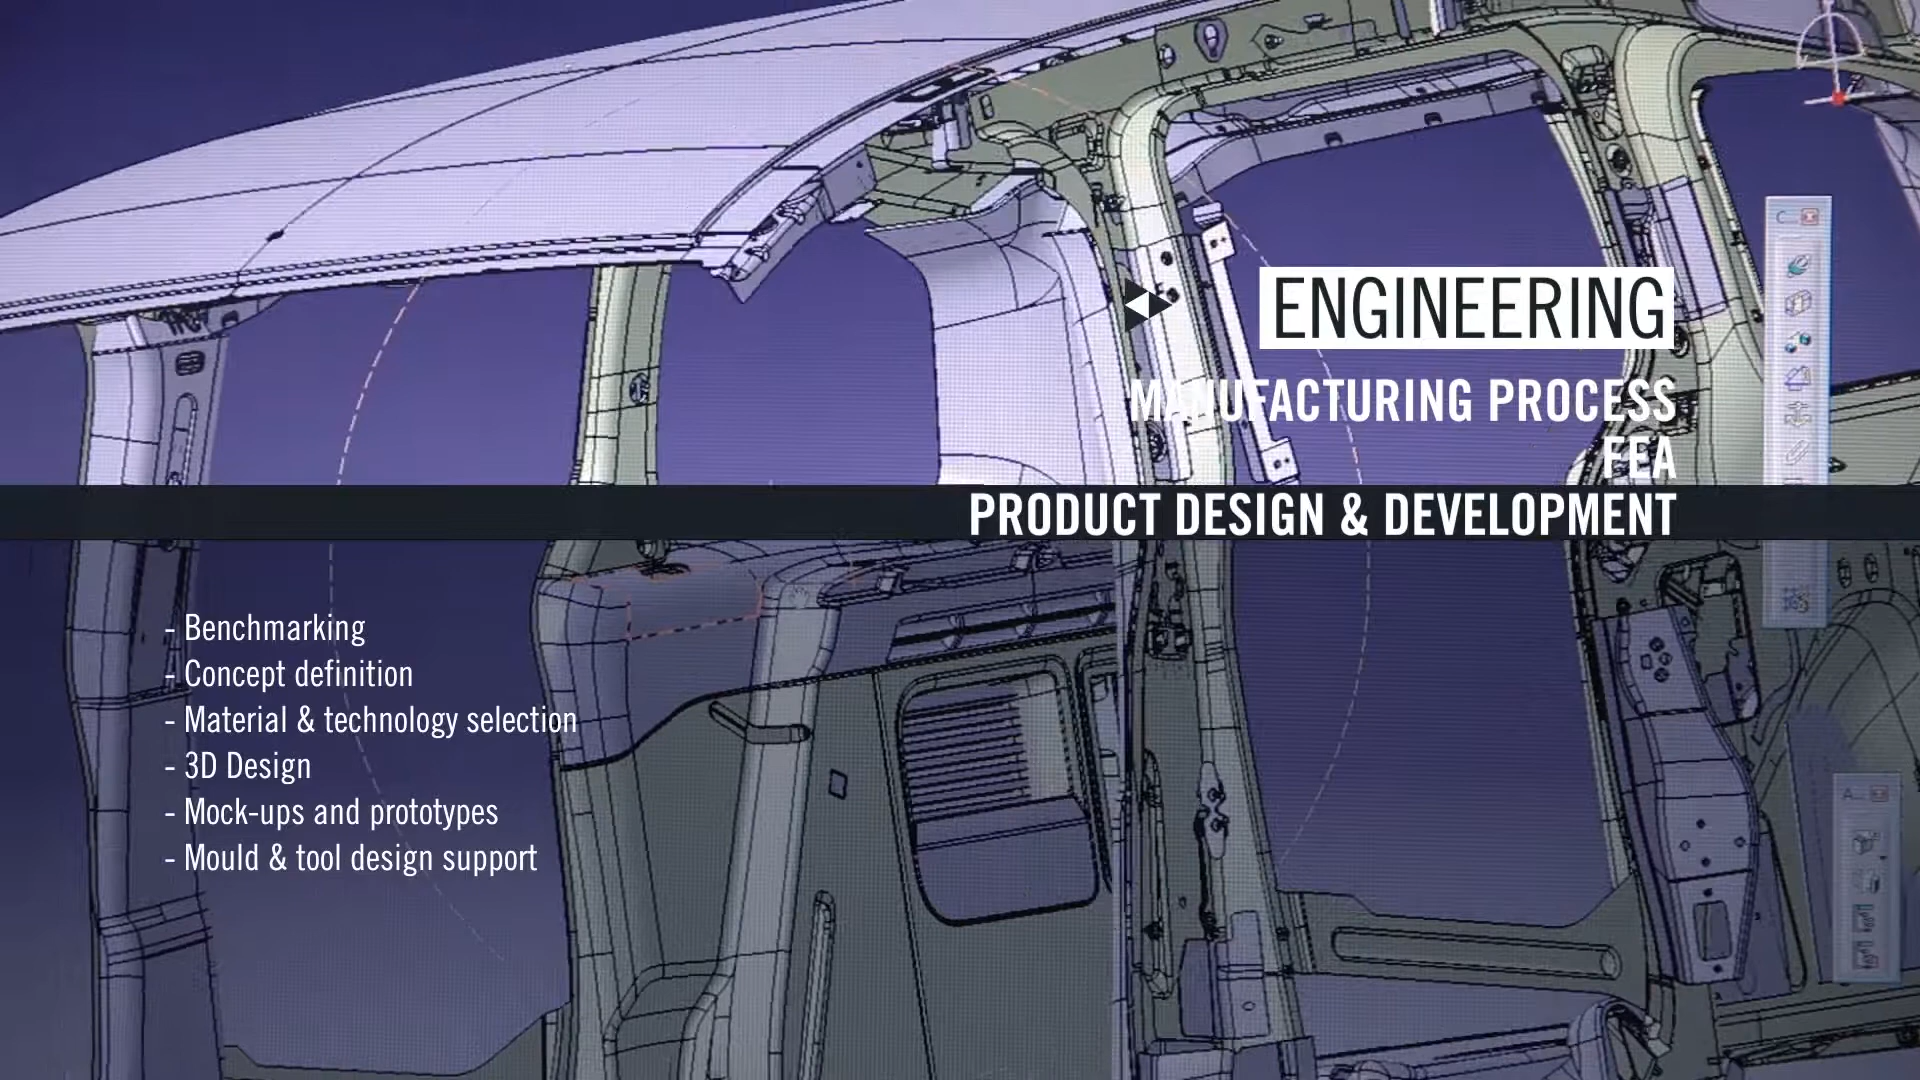 ENGINEERING
MANUFACTURING PROCESS
FEA
PRODUCT DESIGN & DEVELOPMENT
- Benchmarking
- Concept definition
- Material & technology selection
- 3D Design
- Mock-ups and prototypes
- Mould & tool design support
C...
A...